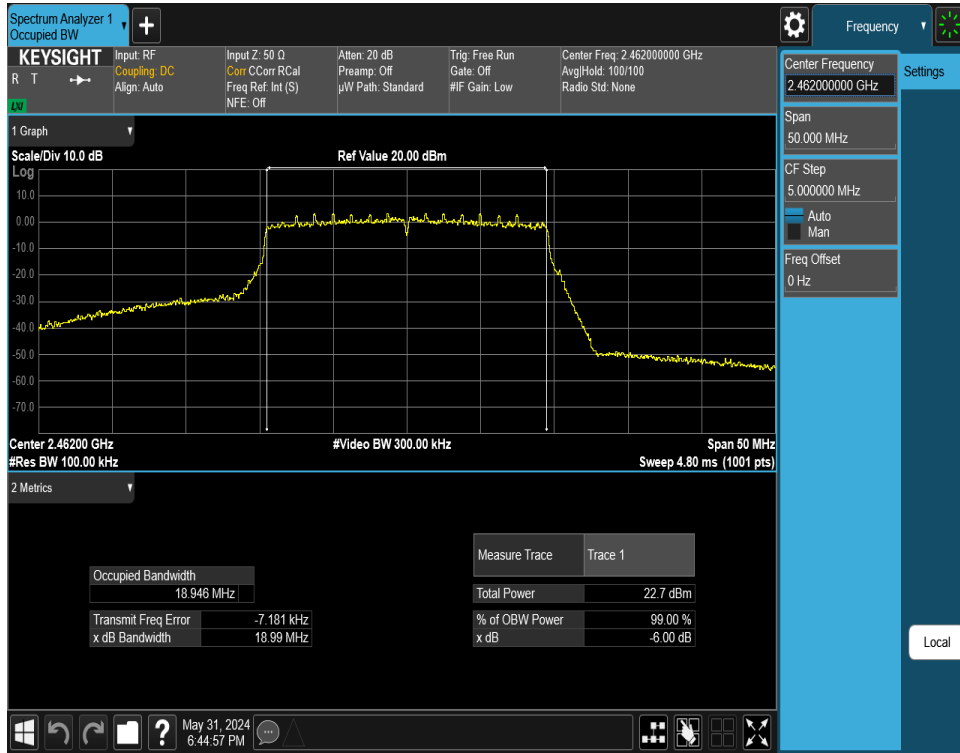 Spectrum Analyzer 1
Occupied BW
+
Frequency
KEYSIGHT
R T
LXI
Input: RF
Coupling: DC
Align: Auto
Input Z: 50 Ω
Corr CCorr RCal
Freq Ref: Int (S)
NFE: Off
Atten: 20 dB
Preamp: Off
µW Path: Standard
Trig: Free Run
Gate: Off
#IF Gain: Low
Center Freq: 2.462000000 GHz
Avg|Hold: 100/100
Radio Std: None
Center Frequency
2.462000000 GHz
Settings
Span
50.000 MHz
CF Step
5.000000 MHz
Auto
Man
Freq Offset
0 Hz
Local
1 Graph
Scale/Div 10.0 dB
Ref Value 20.00 dBm
Log
10.0
0.00
-10.0
-20.0
-30.0
-40.0
-50.0
-60.0
-70.0
Center 2.46200 GHz
#Video BW 300.00 kHz
Span 50 MHz
#Res BW 100.00 kHz
Sweep 4.80 ms (1001 pts)
2 Metrics
Occupied Bandwidth
18.946 MHz
Transmit Freq Error -7.181 kHz
x dB Bandwidth 18.99 MHz
Measure Trace Trace 1
Total Power 22.7 dBm
% of OBW Power 99.00 %
x dB -6.00 dB
?
May 31, 2024
6:44:57 PM